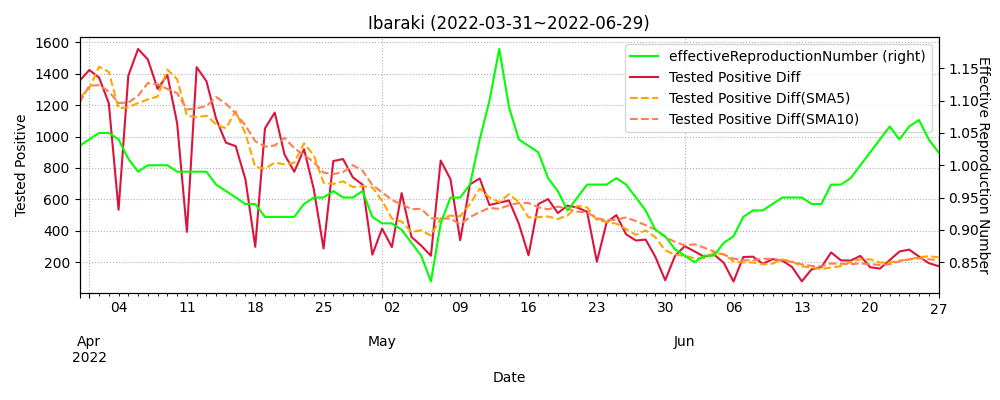 Ibaraki (2022-03-31~2022-06-29)
effectiveReproductionNumber (right)
Tested Positive Diff
Tested Positive Diff(SMA5)
Tested Positive Diff(SMA10)
Tested Positive
1600
1400
1200
1000
800
600
400
200
1.15
1.10
1.05
1.00
0.95
0.90
0.85
Effective Reproduction Number
04 11 18 25 02 09 16 23 30 06 13 20 27
Apr May Jun
2022
Date